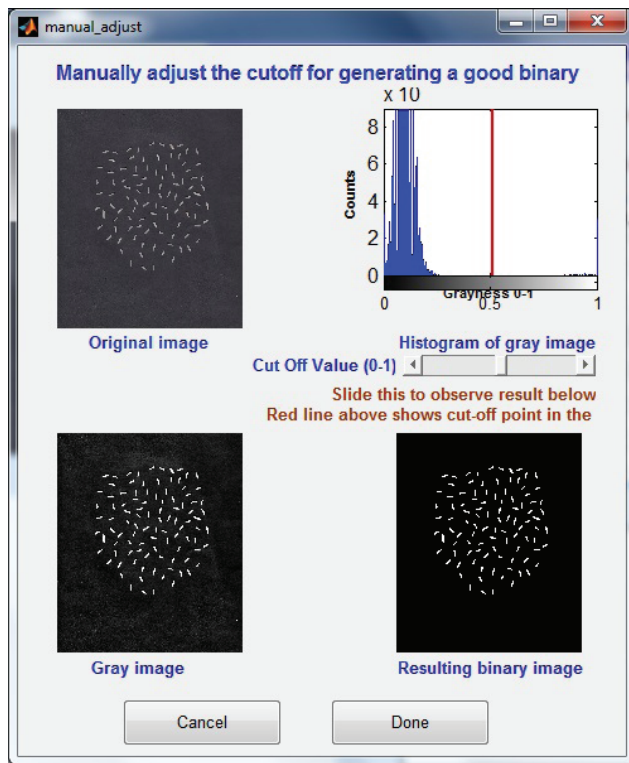 manual_adjust
Manually adjust the cutoff for generating a good binary
x 10
8
6
4
2
0
Counts
0
0.5
1
Grayness 0-1
Original image
Histogram of gray image
Cut Off Value (0-1)
Slide this to observe result below
Red line above shows cut-off point in the
Gray image
Resulting binary image
Cancel
Done